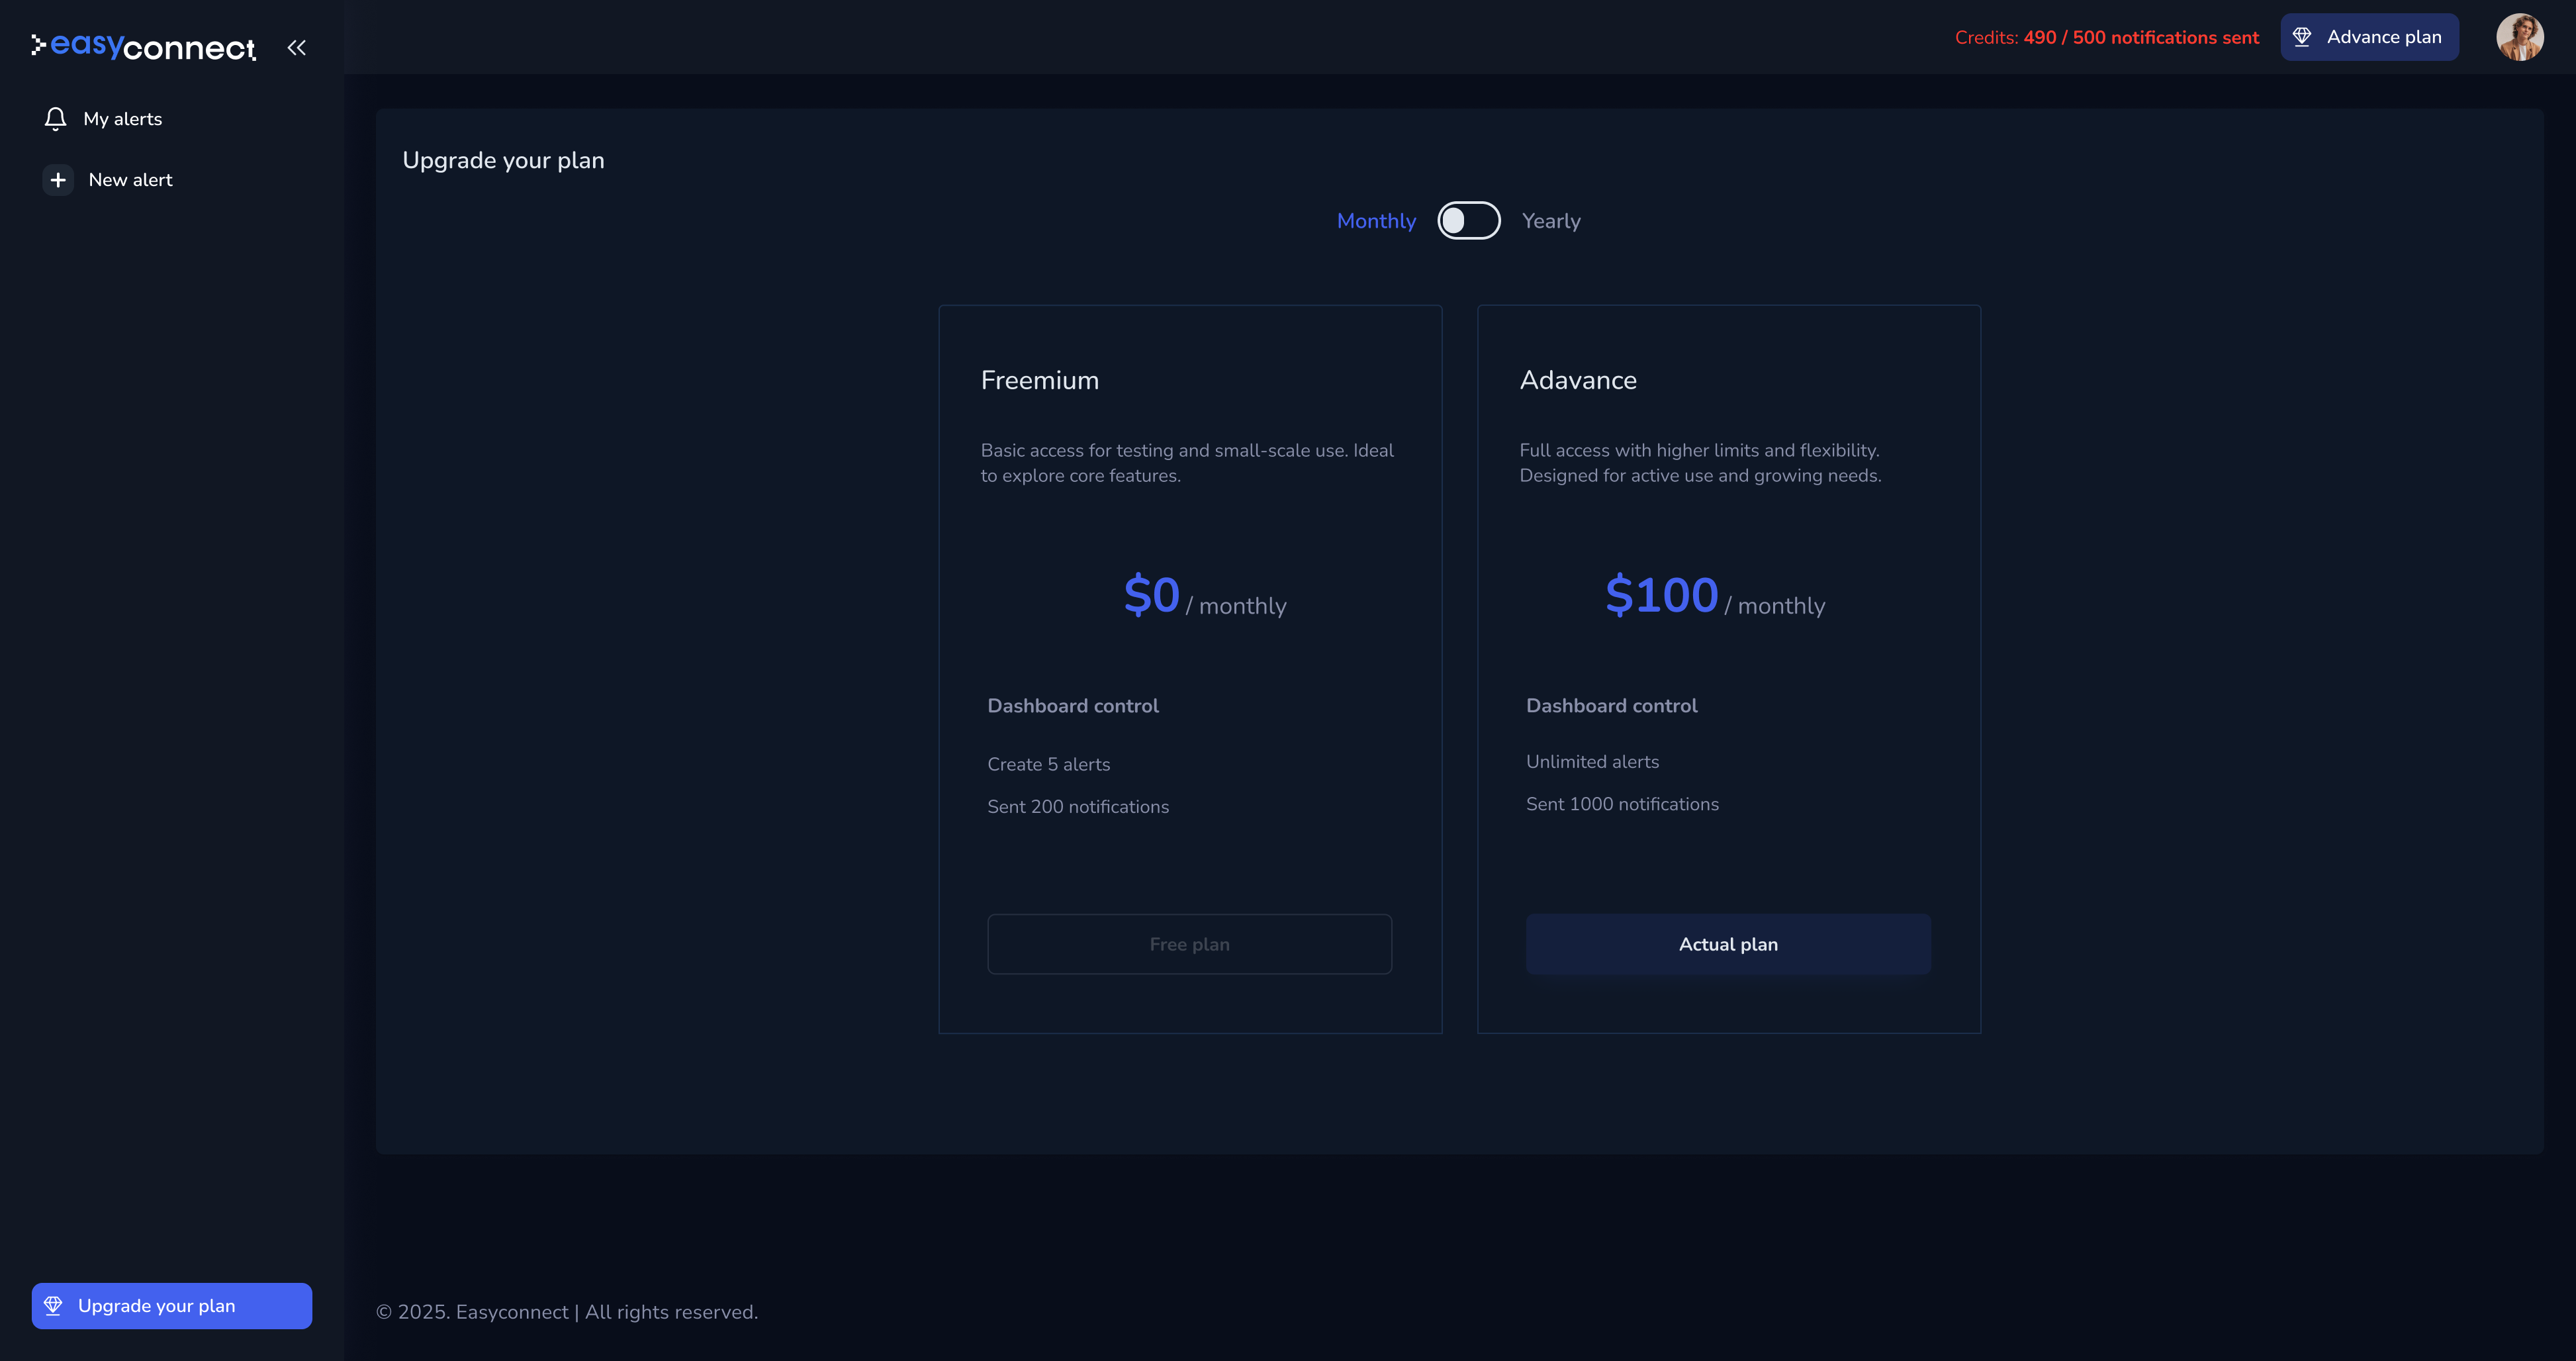 easyconnect
Credits: 490 / 500 notifications sent
Advance plan
My alerts
New alert
Upgrade your plan
Monthly
Yearly
Freemium
Basic access for testing and small-scale use. Ideal
to explore core features.
$0 / monthly
Dashboard control
Create 5 alerts
Sent 200 notifications
Free plan
Adavance
Full access with higher limits and flexibility.
Designed for active use and growing needs.
$100 / monthly
Dashboard control
Unlimited alerts
Sent 1000 notifications
Actual plan
Upgrade your plan
© 2025. Easyconnect | All rights reserved.